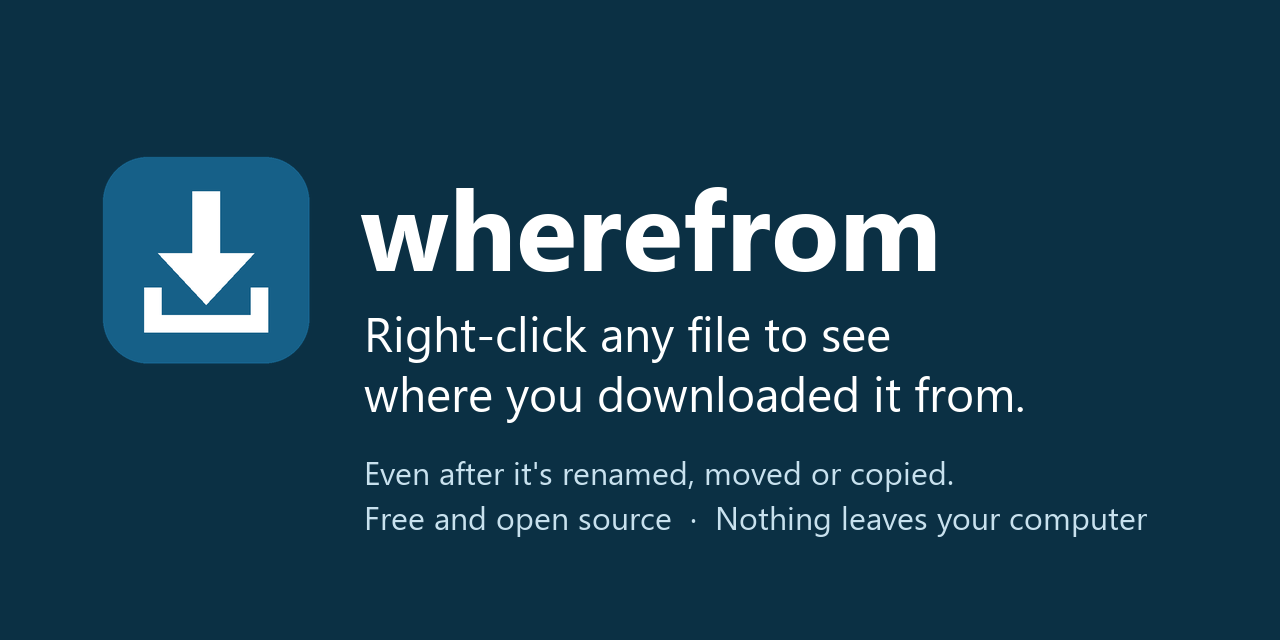 wherefrom
Right-click any file to see
where you downloaded it from.
Even after it's renamed, moved or copied.
Free and open source · Nothing leaves your computer